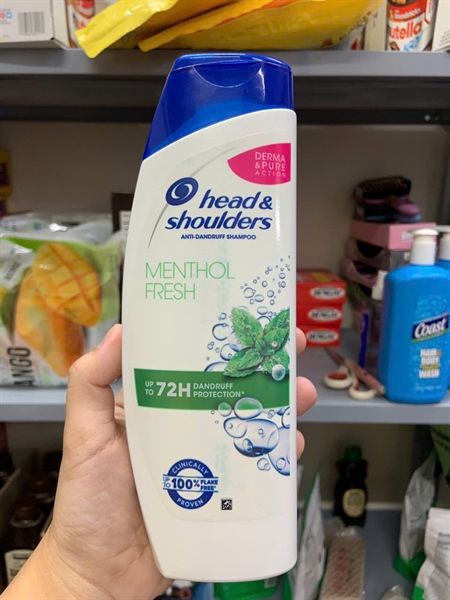 nutella
DERMA
& PURE
ACTION
head &
shoulders
ANTI-DANDRUFF SHAMPOO
MENTHOL
FRESH
UP TO 72H DANDRUFF
PROTECTION*
CLINICALLY
UP TO 100% FLAKE
FREE*
PROVEN
Coast
HAIR
BODY
WASH